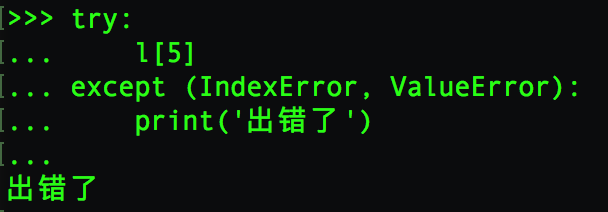 >>> try:
...     l[5]
... except (IndexError, ValueError):
...     print('出错了')
...
出错了